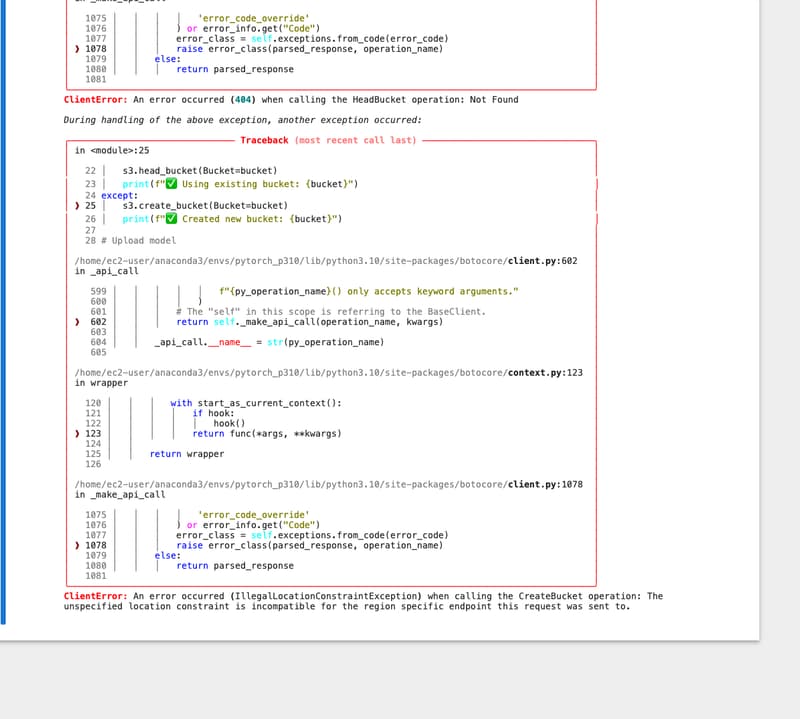 1075 'error_code_override'
1076 ) or error_info.get("Code")
1077 error_class = self.exceptions.from_code(error_code)
❱ 1078 raise error_class(parsed_response, operation_name)
1079 else:
1080 return parsed_response
1081
ClientError: An error occurred (404) when calling the HeadBucket operation: Not Found
During handling of the above exception, another exception occurred:
Traceback (most recent call last)
in <module>:25
22 s3.head_bucket(Bucket=bucket)
23 print(f"✅ Using existing bucket: {bucket}")
24 except:
❱ 25 s3.create_bucket(Bucket=bucket)
26 print(f"✅ Created new bucket: {bucket}")
27
28 # Upload model
/home/ec2-user/anaconda3/envs/pytorch_p310/lib/python3.10/site-packages/botocore/client.py:602
in _api_call
599 f"{py_operation_name}() only accepts keyword arguments."
600 )
601 # The "self" in this scope is referring to the BaseClient.
❱ 602 return self._make_api_call(operation_name, kwargs)
603
604 _api_call.__name__ = str(py_operation_name)
605
/home/ec2-user/anaconda3/envs/pytorch_p310/lib/python3.10/site-packages/botocore/context.py:123
in wrapper
120 with start_as_current_context():
121 if hook:
122 hook()
❱ 123 return func(*args, **kwargs)
124
125 return wrapper
126
/home/ec2-user/anaconda3/envs/pytorch_p310/lib/python3.10/site-packages/botocore/client.py:1078
in _make_api_call
1075 'error_code_override'
1076 ) or error_info.get("Code")
1077 error_class = self.exceptions.from_code(error_code)
❱ 1078 raise error_class(parsed_response, operation_name)
1079 else:
1080 return parsed_response
1081
ClientError: An error occurred (IllegalLocationConstraintException) when calling the CreateBucket operation: The
unspecified location constraint is incompatible for the region specific endpoint this request was sent to.